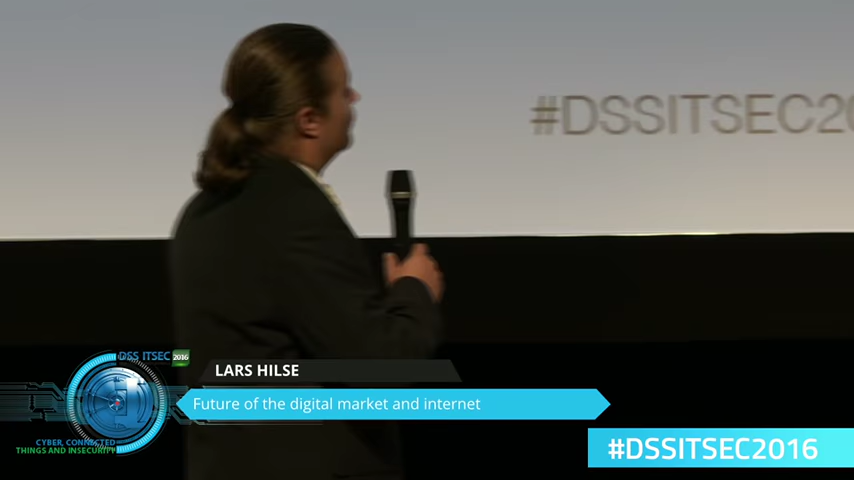 #DSSITSEC20
DSS ITSEC 2016
LARS HILSE
Future of the digital market and internet
CYBER, CONNECTED
THINGS AND INSECURITY
#DSSITSEC2016